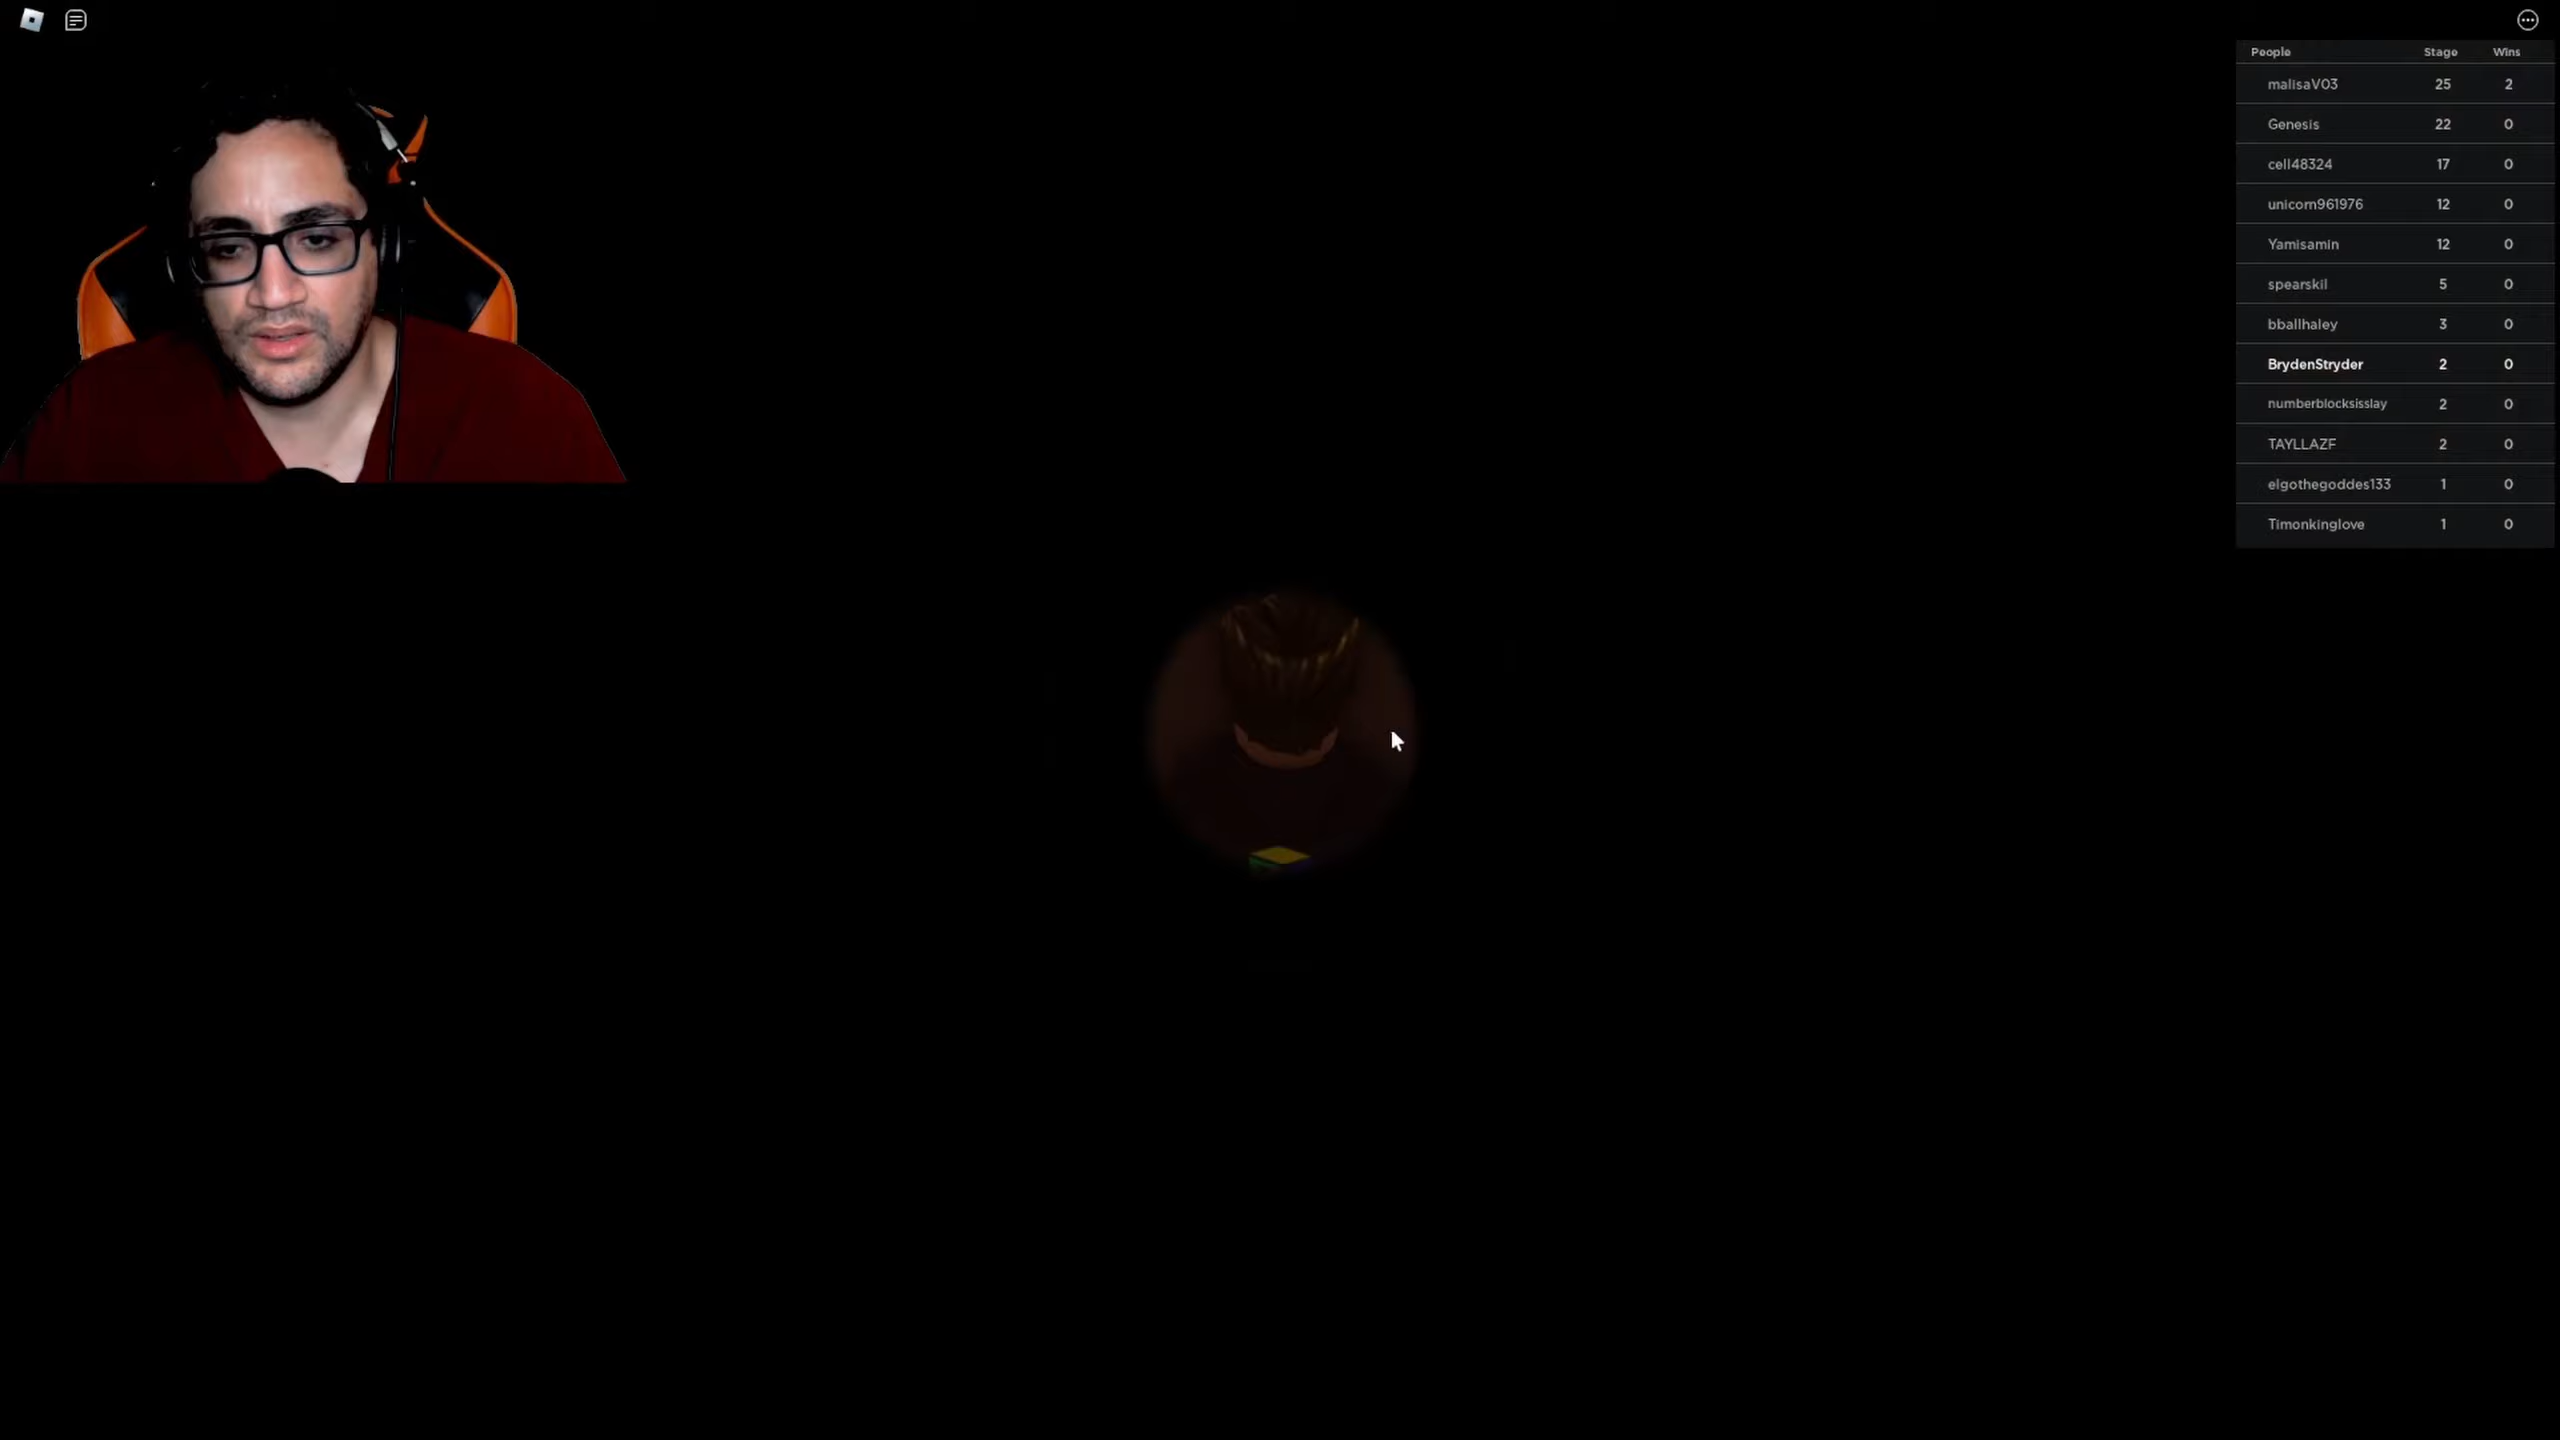 People Stage Wins
malisaV03 25 2
Genesis 22 0
cell48324 17 0
unicorn961976 12 0
Yamisamin 12 0
spearskil 5 0
bballhaley 3 0
BrydenStryder 2 0
numberblocksisslay 2 0
TAYLLAZF 2 0
elgothegoddes133 1 0
Timonkinglove 1 0